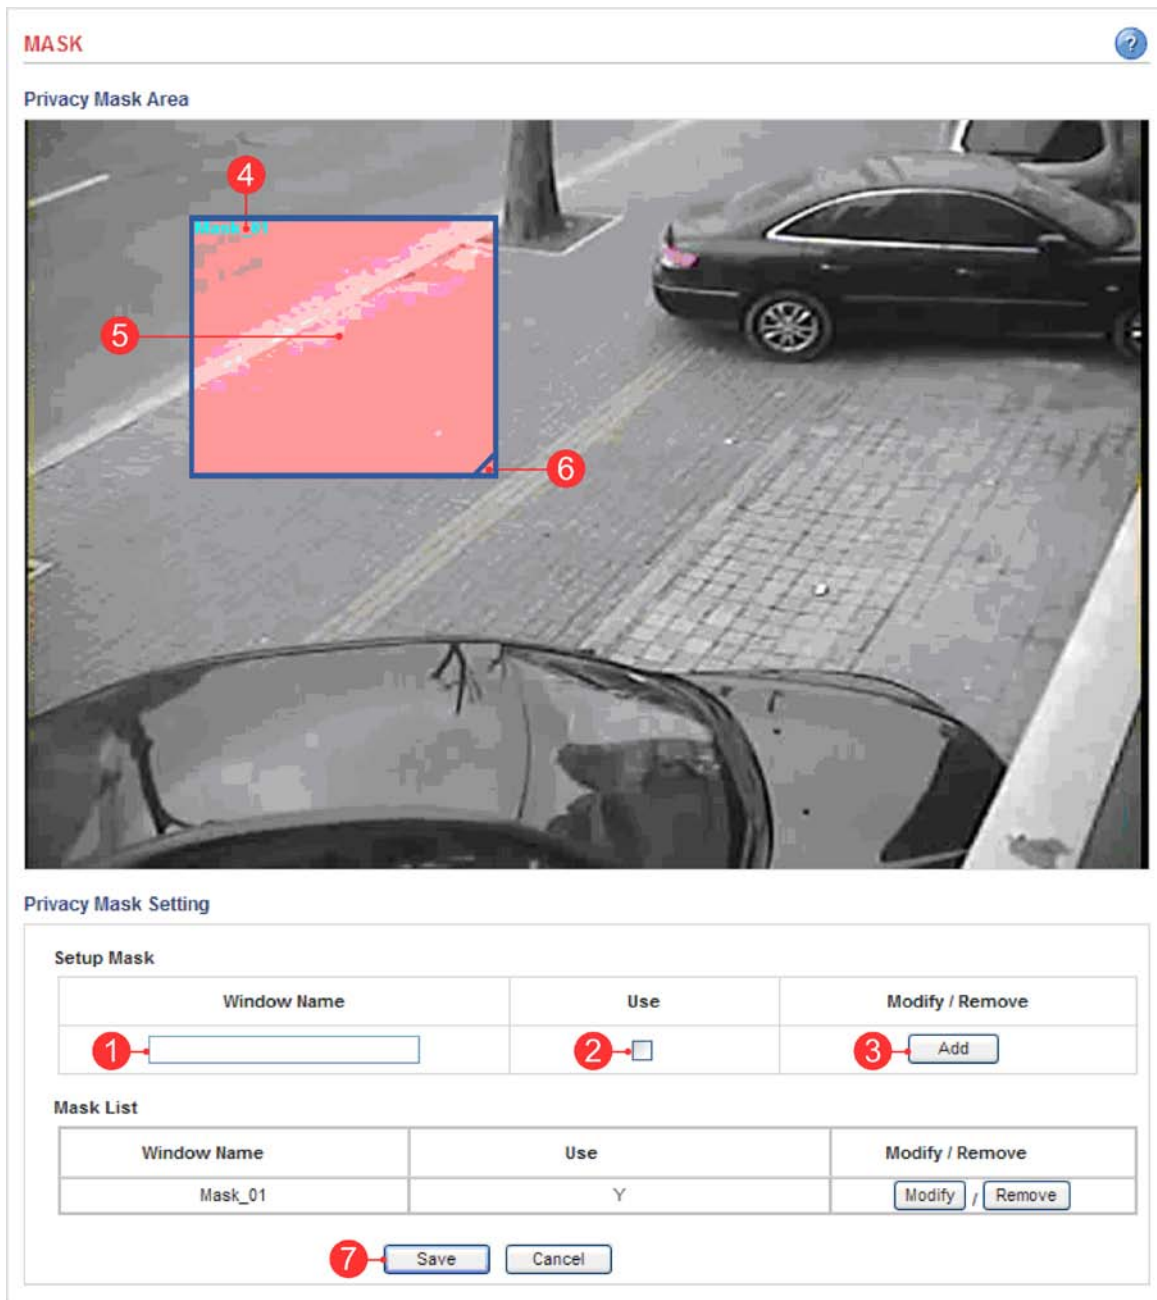 MASK
?
Privacy Mask Area
4
Mask_01
5
6
Privacy Mask Setting
Setup Mask
Window Name Use Modify / Remove
1 2 3 Add
Mask List
Window Name Use Modify / Remove
Mask_01 Y Modify / Remove
7 Save Cancel